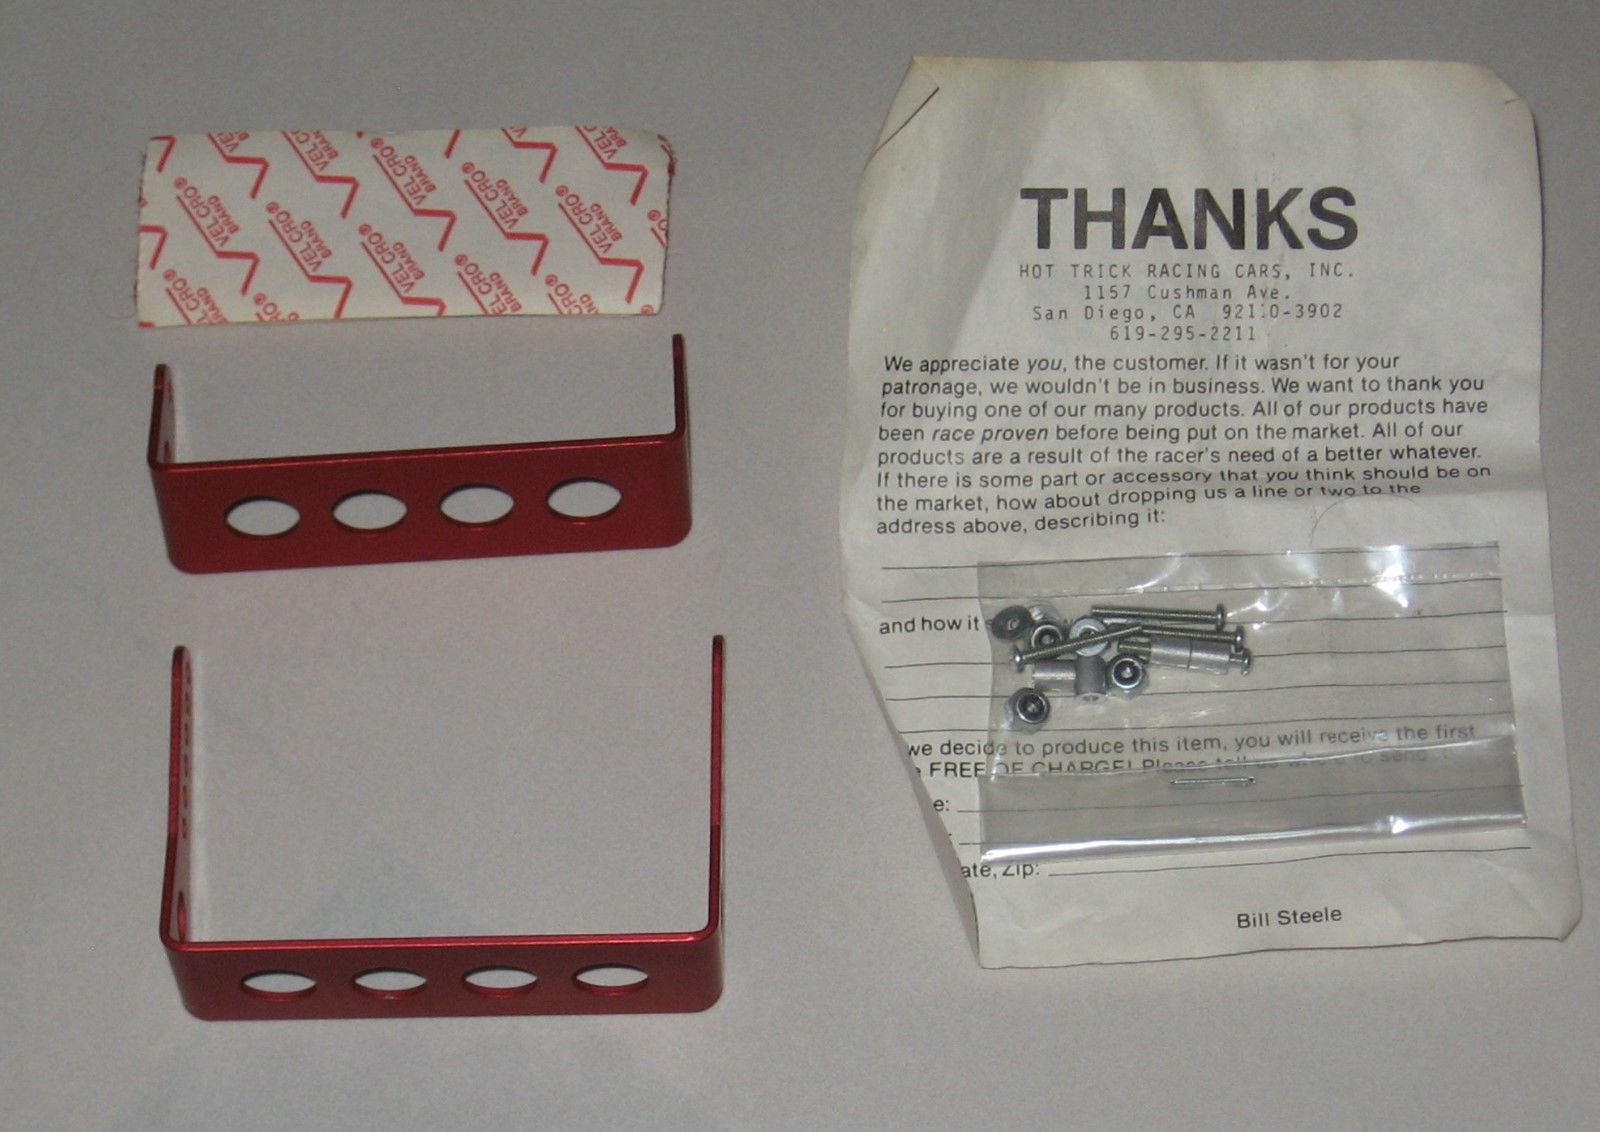 VELCRO®
BRAND
THANKS
HOT TRICK RACING CARS, INC.
1157 Cushman Ave.
San Diego, CA 92110-3902
619-295-2211
We appreciate you, the customer. If it wasn't for your
patronage, we wouldn't be in business. We want to thank you
for buying one of our many products. All of our products have
been race proven before being put on the market. All of our
products are a result of the racer's need of a better whatever.
If there is some part or accessory that you think should be on
the market, how about dropping us a line or two to the
address above, describing it:
and how it
we decide to produce this item, you will receive the first
FREE OF CHARGE! Please tell us where to send
e:
ate, Zip:
Bill Steele